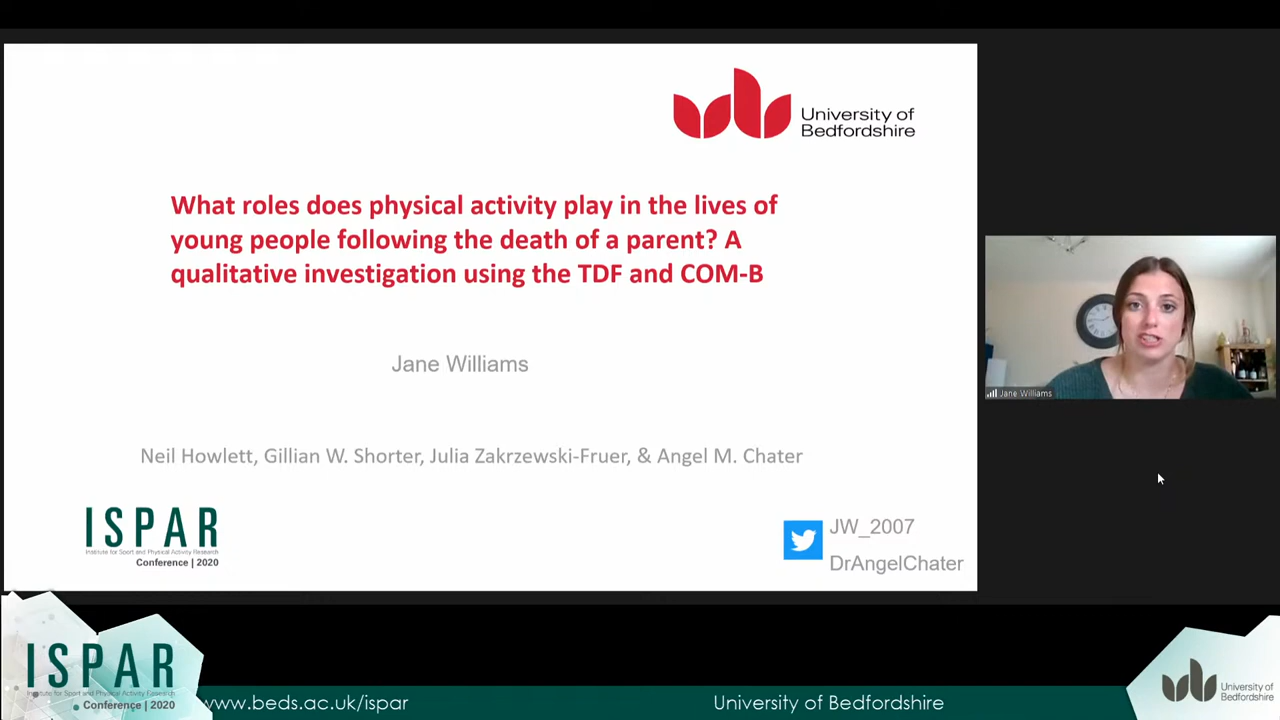 University of
Bedfordshire
What roles does physical activity play in the lives of
young people following the death of a parent? A
qualitative investigation using the TDF and COM-B
Jane Williams
Neil Howlett, Gillian W. Shorter, Julia Zakrzewski-Fruer, & Angel M. Chater
ISPAR
Institute for Sport and Physical Activity Research
Conference | 2020
JW_2007
DrAngelChater
Jane Williams
ISPAR
Institute for Sport and Physical Activity Research
Conference | 2020
www.beds.ac.uk/ispar
University of Bedfordshire
University of
Bedfordshire